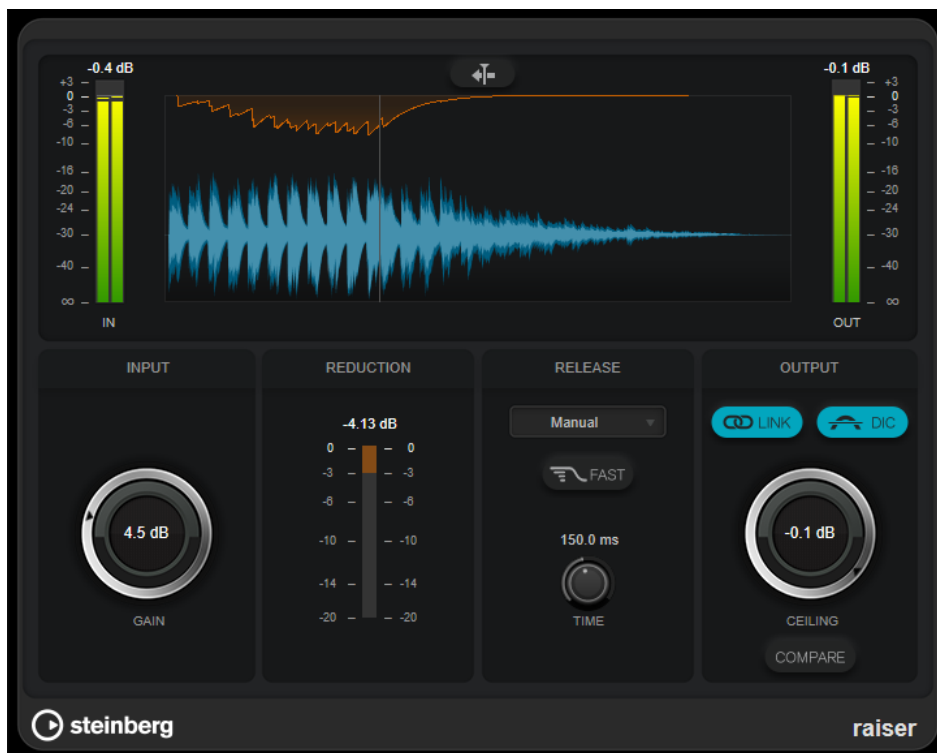 -0.4 dB
-0.1 dB
+3
0
-3
-6
-10
-16
-20
-24
-30
-40
∞
IN
+3
0
-3
-6
-10
-16
-20
-24
-30
-40
∞
OUT
INPUT
4.5 dB
GAIN
REDUCTION
-4.13 dB
0 0
-3 -3
-6 -6
-10 -10
-14 -14
-20 -20
RELEASE
Manual
FAST
150.0 ms
TIME
OUTPUT
LINK DIC
-0.1 dB
CEILING
COMPARE
steinberg
raiser